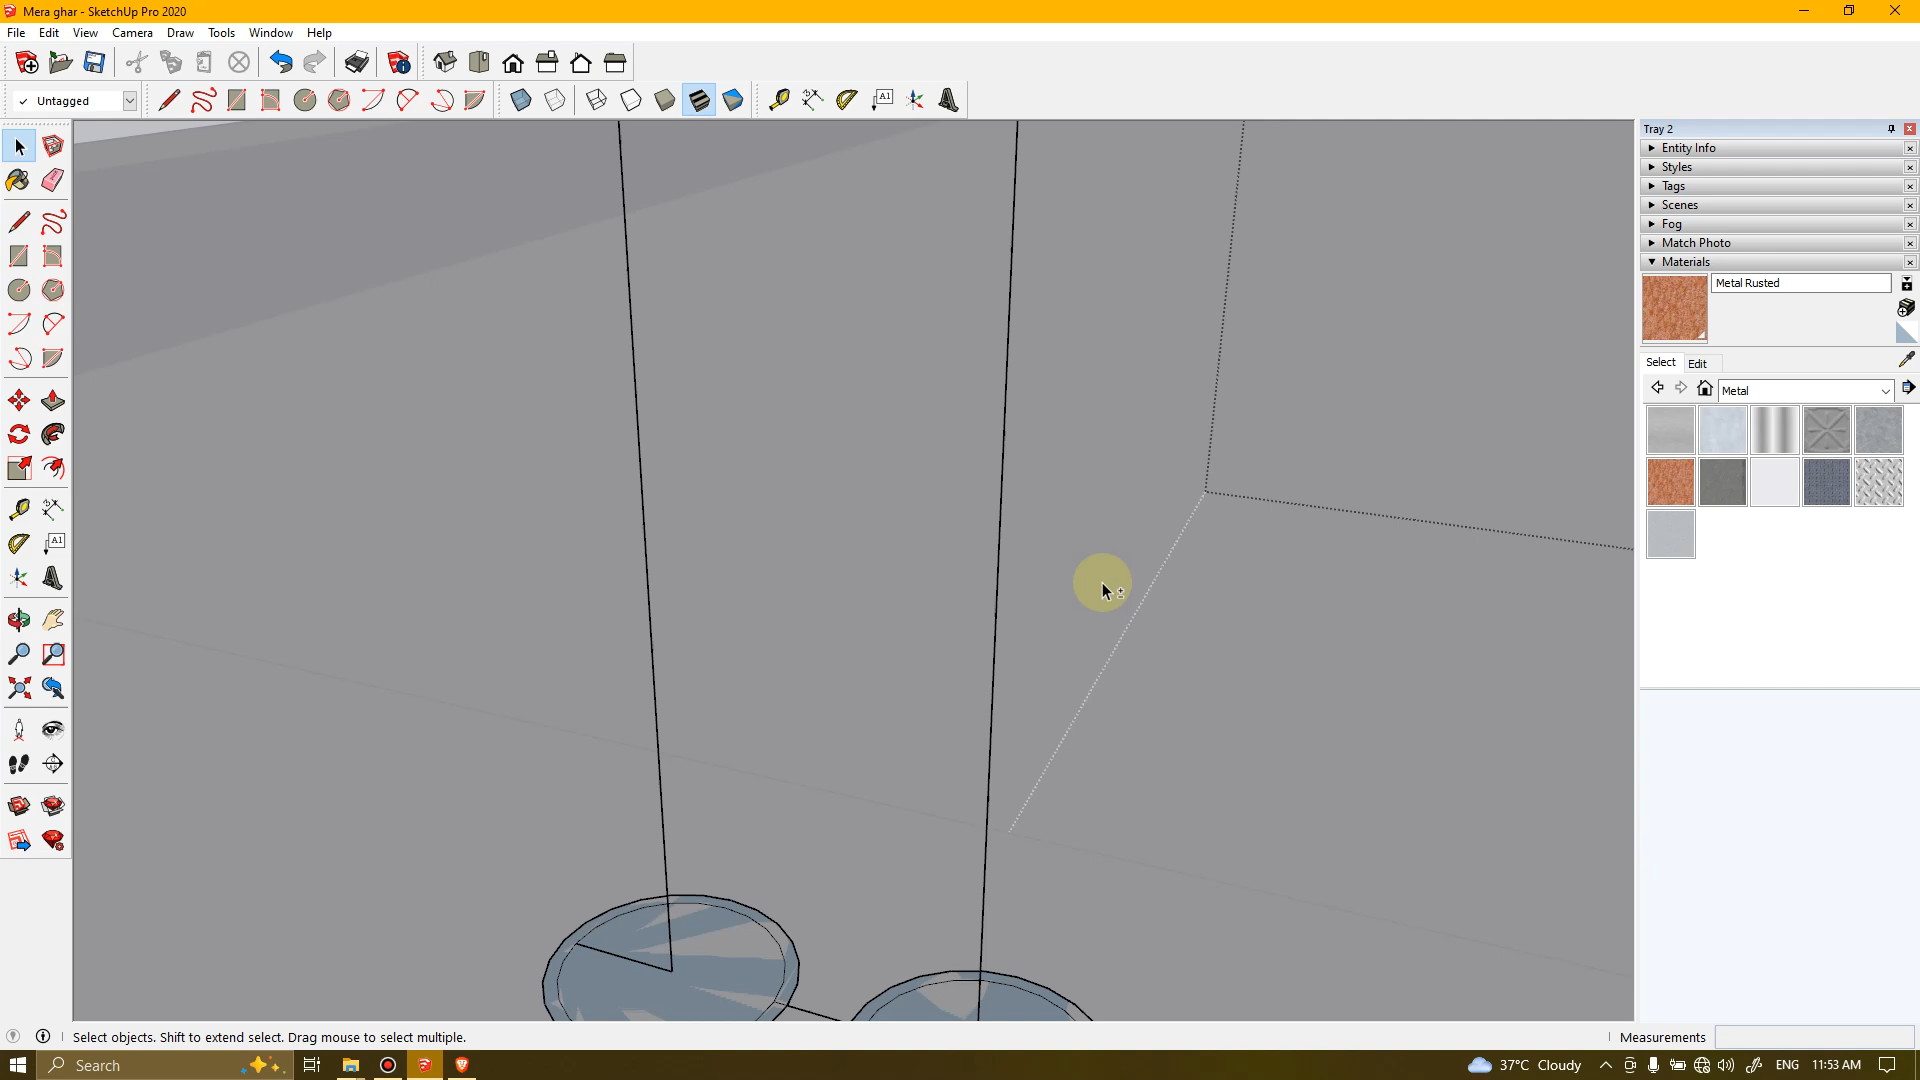 Mera ghar - SketchUp Pro 2020
File Edit View Camera Draw Tools Window Help
Untagged
A1
A1
Tray 2
Entity Info
Styles
Tags
Scenes
Fog
Match Photo
Materials
Metal Rusted
Select Edit
Metal
Select objects. Shift to extend select. Drag mouse to select multiple.
Measurements
Search
37°C Cloudy
ENG
11:53 AM